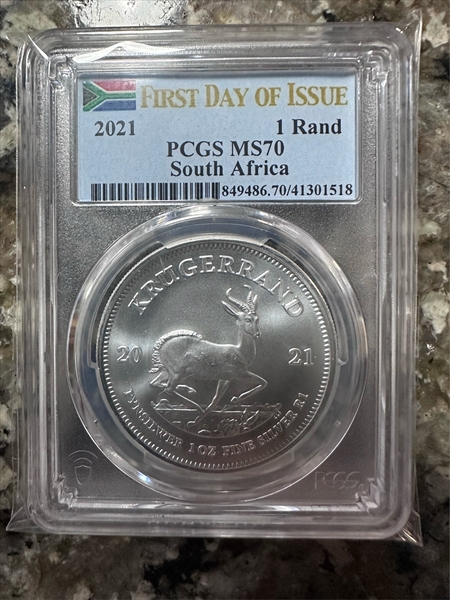 FIRST DAY OF ISSUE
2021 1 Rand
PCGS MS70
South Africa
849486.70/41301518
KRUGERRAND
20 21
FYNSILWER 1 OZ FINE SILVER
PCGS